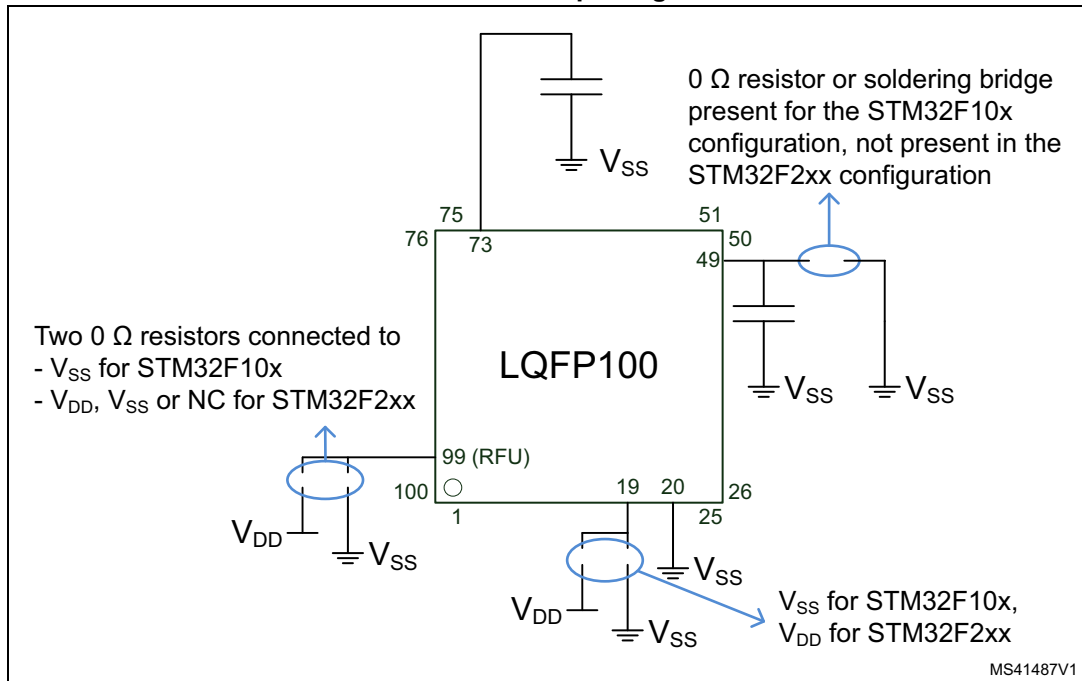 0 Ω resistor or soldering bridge
present for the STM32F10x
configuration, not present in the
STM32F2xx configuration
VSS
75
51
76
73
50
49
Two 0 Ω resistors connected to
- VSS for STM32F10x
- VDD, VSS or NC for STM32F2xx
LQFP100
VSS
VSS
99 (RFU)
100
19
20
26
1
25
VDD
VSS
VSS
VDD
VSS
VSS for STM32F10x,
VDD for STM32F2xx
MS41487V1